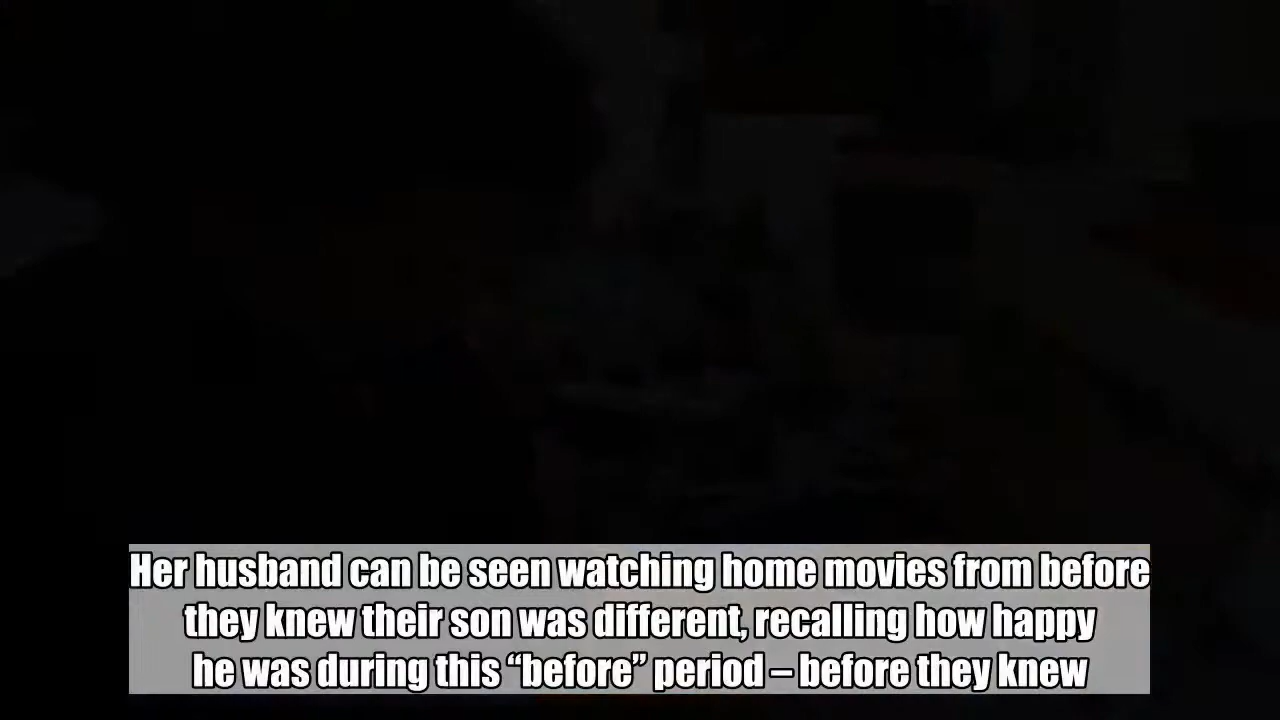 Her husband can be seen watching home movies from before
they knew their son was different, recalling how happy
he was during this “before” period – before they knew